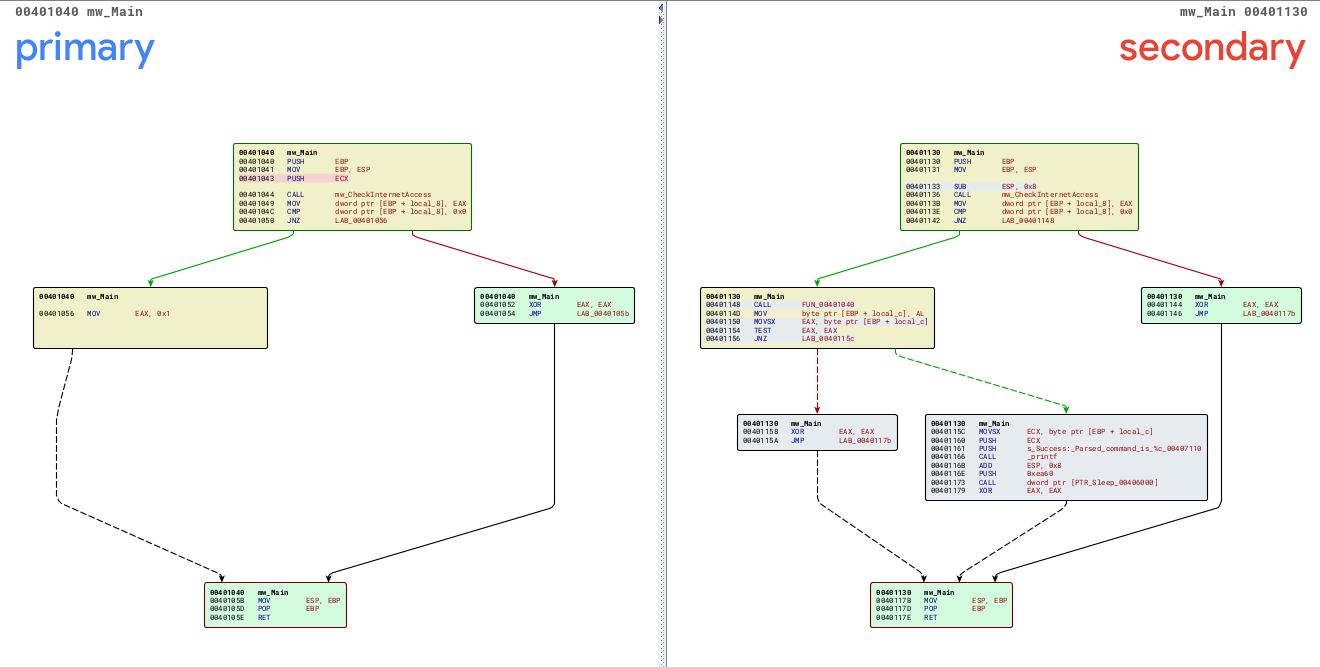 00401040 mw_Main
primary
00401040 mw_Main
00401040 PUSH EBP
00401041 MOV EBP, ESP
00401043 PUSH ECX
00401044 CALL mw_CheckInternetAccess
00401049 MOV dword ptr [EBP + local_8], EAX
0040104C CMP dword ptr [EBP + local_8], 0x0
00401050 JNZ LAB_00401056
00401040 mw_Main
00401056 MOV EAX, 0x1
00401040 mw_Main
00401052 XOR EAX, EAX
00401054 JMP LAB_0040105b
00401040 mw_Main
0040105B MOV ESP, EBP
0040105D POP EBP
0040105E RET
mw_Main 00401130
secondary
00401130 mw_Main
00401130 PUSH EBP
00401131 MOV EBP, ESP
00401133 SUB ESP, 0x8
00401136 CALL mw_CheckInternetAccess
0040113B MOV dword ptr [EBP + local_8], EAX
0040113E CMP dword ptr [EBP + local_8], 0x0
00401142 JNZ LAB_00401148
00401130 mw_Main
00401148 CALL FUN_00401040
0040114D MOV byte ptr [EBP + local_c], AL
00401150 MOVSX EAX, byte ptr [EBP + local_c]
00401154 TEST EAX, EAX
00401156 JNZ LAB_0040115c
00401130 mw_Main
00401144 XOR EAX, EAX
00401146 JMP LAB_0040117b
00401130 mw_Main
00401158 XOR EAX, EAX
0040115A JMP LAB_0040117b
00401130 mw_Main
0040115C MOVSX ECX, byte ptr [EBP + local_c]
00401160 PUSH ECX
00401161 PUSH s_Success:_Parsed_command_is_%c_00407110
00401166 CALL _printf
0040116B ADD ESP, 0x8
0040116E PUSH 0xea60
00401173 CALL dword ptr [PTR_Sleep_00406000]
00401179 XOR EAX, EAX
00401130 mw_Main
0040117B MOV ESP, EBP
0040117D POP EBP
0040117E RET